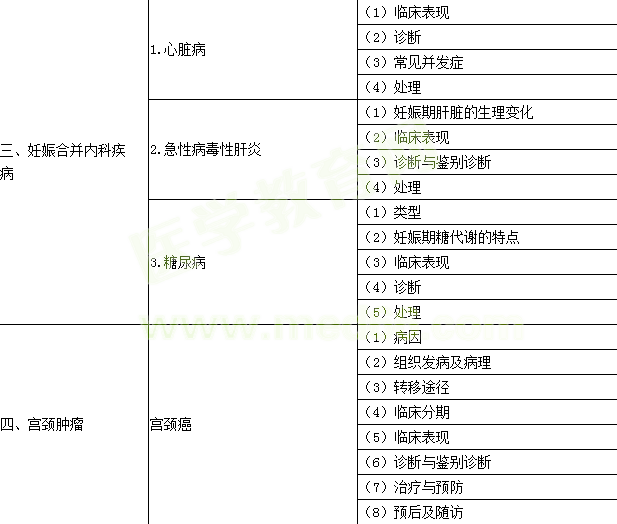 三、妊娠合并内科疾
病
1.心脏病
（1）临床表现
（2）诊断
（3）常见并发症
（4）处理
2.急性病毒性肝炎
（1）妊娠期肝脏的生理变化
（2）临床表现
（3）诊断与鉴别诊断
（4）处理
3.糖尿病
（1）类型
（2）妊娠期糖代谢的特点
（3）临床表现
（4）诊断
（5）处理
四、宫颈肿瘤
宫颈癌
（1）病因
（2）组织发病及病理
（3）转移途径
（4）临床分期
（5）临床表现
（6）诊断与鉴别诊断
（7）治疗与预防
（8）预后及随访
医学教育网